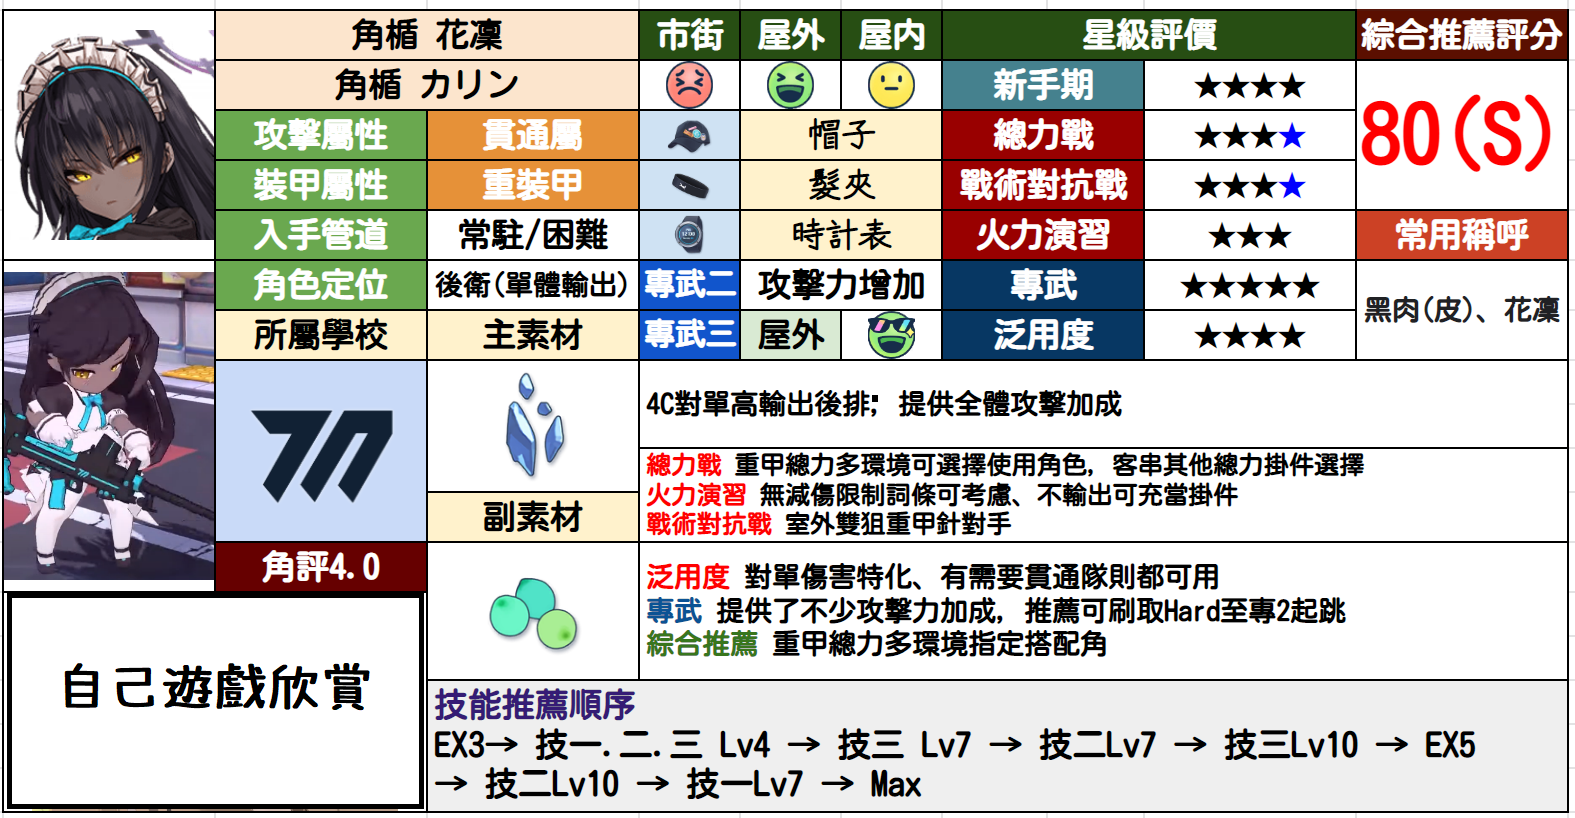 角楯 花凜 市街 屋外 屋内 星級評價 綜合推薦評分
角楯 カリン 新手期 ★★★★
80(S)
攻擊屬性 貫通屬 帽子 總力戰 ★★★★
裝甲屬性 重裝甲 髮夾 戰術對抗戰 ★★★★
入手管道 常駐/困難 時計表 火力演習 ★★★ 常用稱呼
角色定位 後衛(單體輸出) 專武二 攻擊力增加 專武 ★★★★★
黑肉(皮)、花凜
所屬學校 主素材 專武三 屋外 泛用度 ★★★★
4C對單高輸出後排; 提供全體攻擊加成
總力戰 重甲總力多環境可選擇使用角色, 客串其他總力掛件選擇
火力演習 無減傷限制詞條可考慮、不輸出可充當掛件
戰術對抗戰 室外雙狙重甲針對手
副素材
角評4.0
泛用度 對單傷害特化、有需要貫通隊則都可用
專武 提供了不少攻擊力加成, 推薦可刷取Hard至專2起跳
綜合推薦 重甲總力多環境指定搭配角
自己遊戲欣賞
技能推薦順序
EX3→ 技一.二.三 Lv4 → 技三 Lv7 → 技二Lv7 → 技三Lv10 → EX5
→ 技二Lv10 → 技一Lv7 → Max